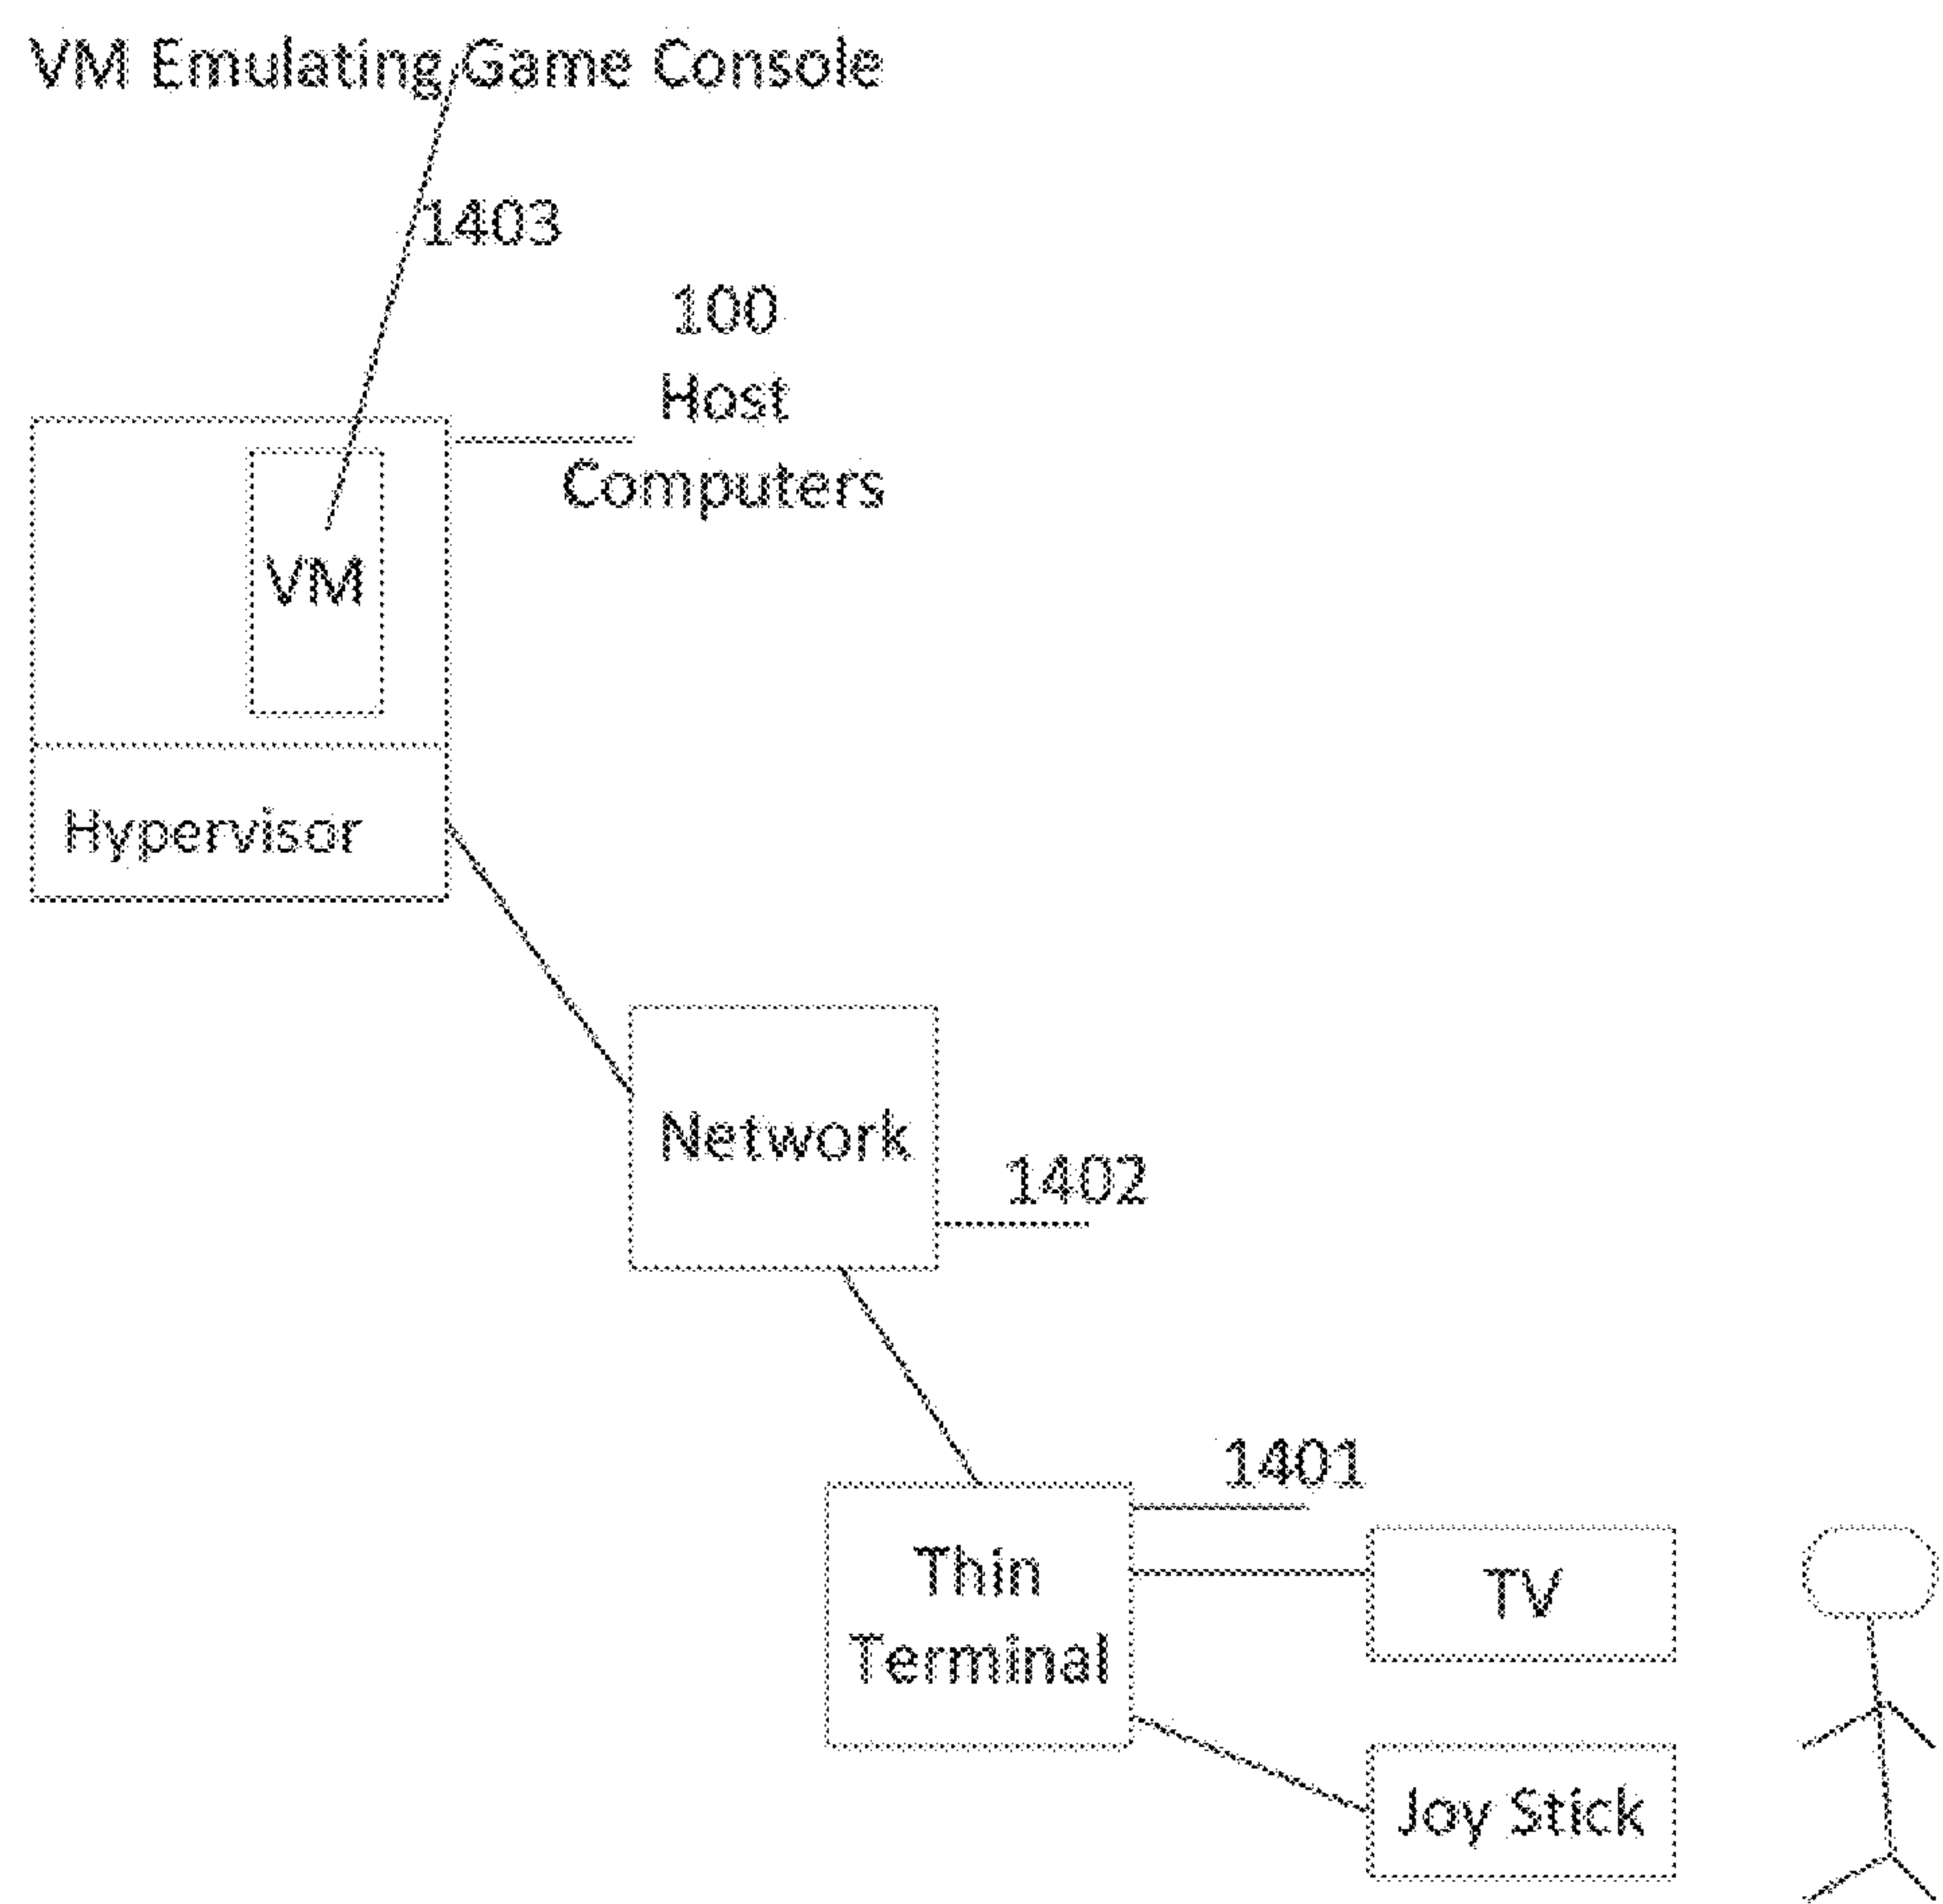 VM Emulating Game Console
1403
100
Host
Computers
VM
Hypervisor
Network
1402
1401
Thin
Terminal
TV
Joy Stick